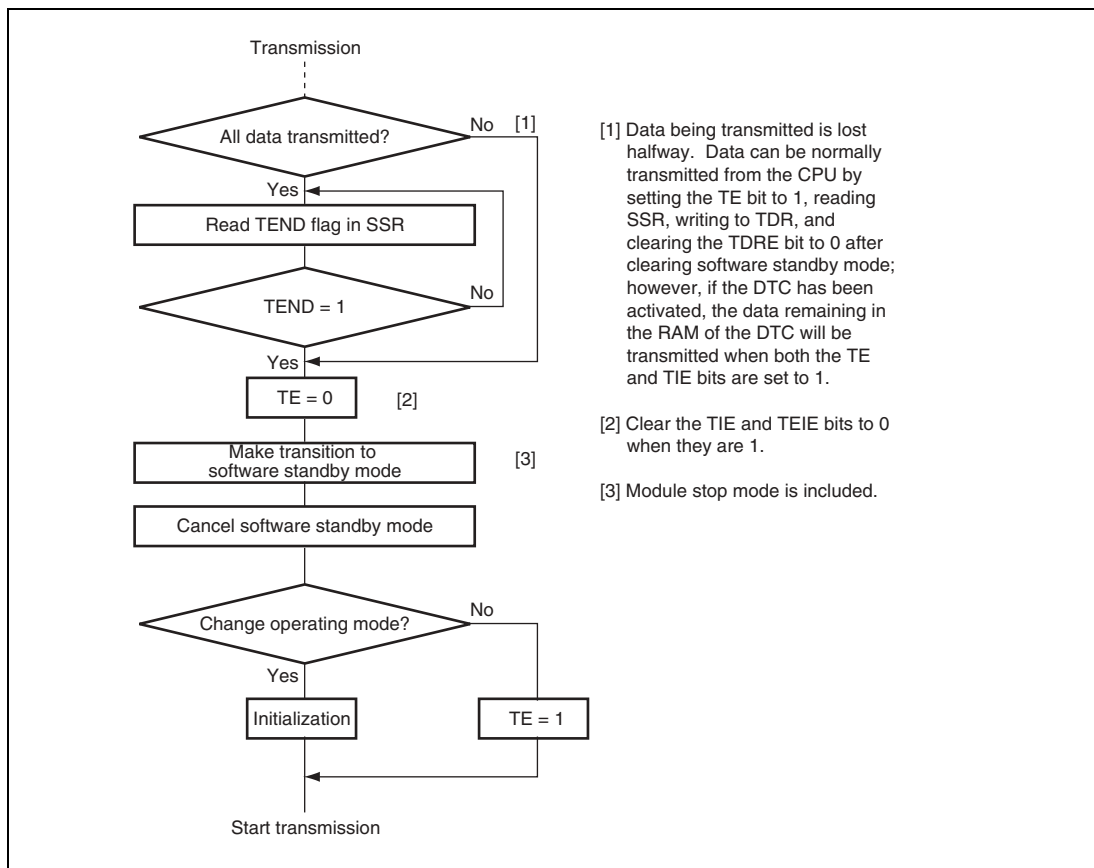 Transmission
All data transmitted?
No
[1]
Yes
Read TEND flag in SSR
TEND = 1
No
Yes
TE = 0
[2]
Make transition to
software standby mode
[3]
Cancel software standby mode
Change operating mode?
No
Yes
Initialization
TE = 1
Start transmission
[1] Data being transmitted is lost
halfway. Data can be normally
transmitted from the CPU by
setting the TE bit to 1, reading
SSR, writing to TDR, and
clearing the TDRE bit to 0 after
clearing software standby mode;
however, if the DTC has been
activated, the data remaining in
the RAM of the DTC will be
transmitted when both the TE
and TIE bits are set to 1.
[2] Clear the TIE and TEIE bits to 0
when they are 1.
[3] Module stop mode is included.